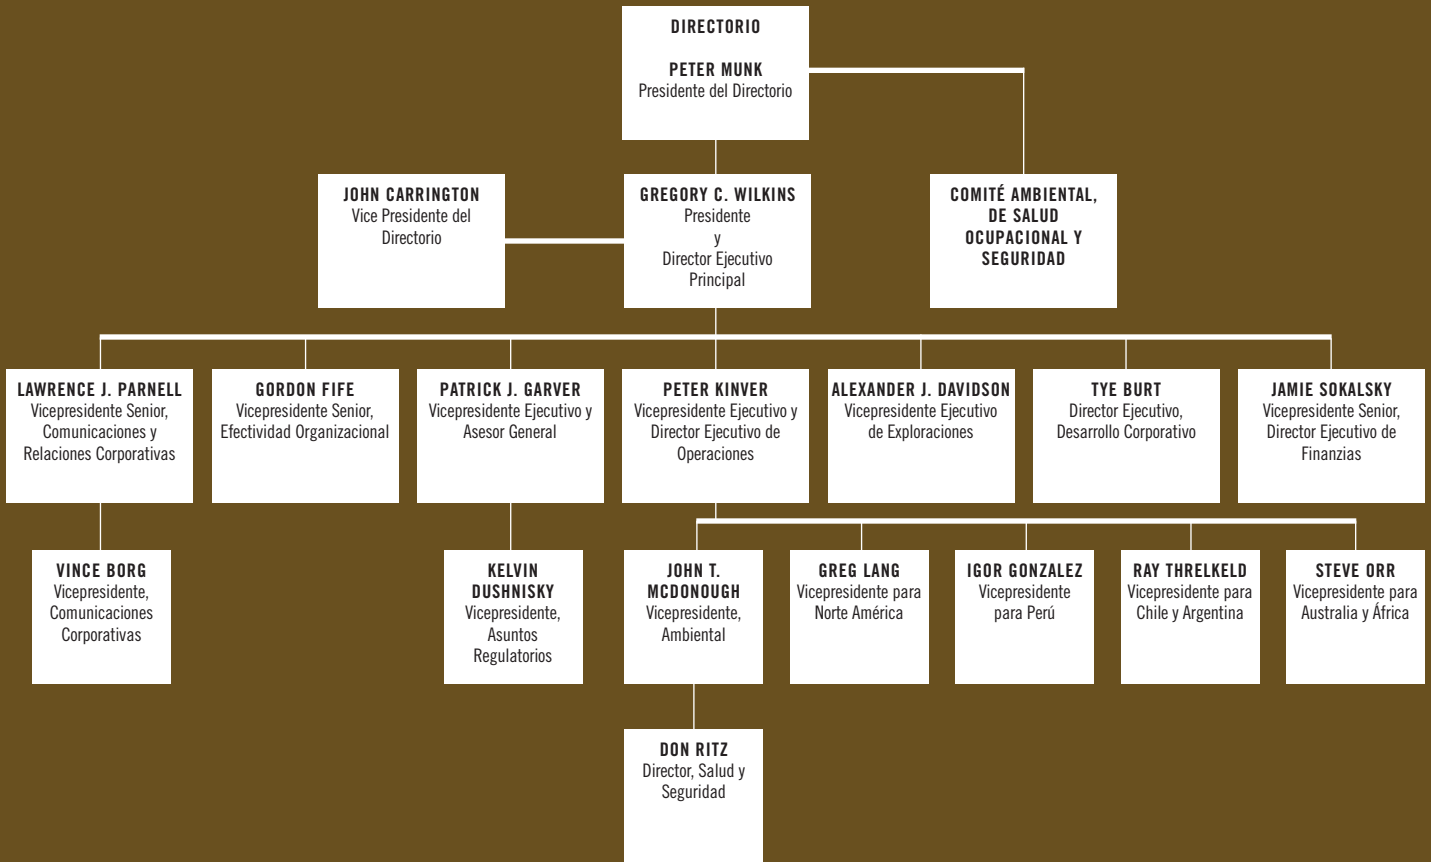 DIRECTORIO
PETER MUNK
Presidente del Directorio
JOHN CARRINGTON
Vice Presidente del
Directorio
GREGORY C. WILKINS
Presidente
y
Director Ejecutivo
Principal
COMITÉ AMBIENTAL,
DE SALUD
OCUPACIONAL Y
SEGURIDAD
LAWRENCE J. PARNELL
Vicepresidente Senior,
Comunicaciones y
Relaciones Corporativas
GORDON FIFE
Vicepresidente Senior,
Efectividad Organizacional
PATRICK J. GARVER
Vicepresidente Ejecutivo y
Asesor General
PETER KINVER
Vicepresidente Ejecutivo y
Director Ejecutivo de
Operaciones
ALEXANDER J. DAVIDSON
Vicepresidente Ejecutivo
de Exploraciones
TYE BURT
Director Ejecutivo,
Desarrollo Corporativo
JAMIE SOKALSKY
Vicepresidente Senior,
Director Ejecutivo de
Finanzias
VINCE BORG
Vicepresidente,
Comunicaciones
Corporativas
KELVIN
DUSHNISKY
Vicepresidente,
Asuntos
Regulatorios
JOHN T.
MCDONOUGH
Vicepresidente,
Ambiental
GREG LANG
Vicepresidente para
Norte América
IGOR GONZALEZ
Vicepresidente
para Perú
RAY THRELKELD
Vicepresidente para
Chile y Argentina
STEVE ORR
Vicepresidente para
Australia y África
DON RITZ
Director, Salud y
Seguridad